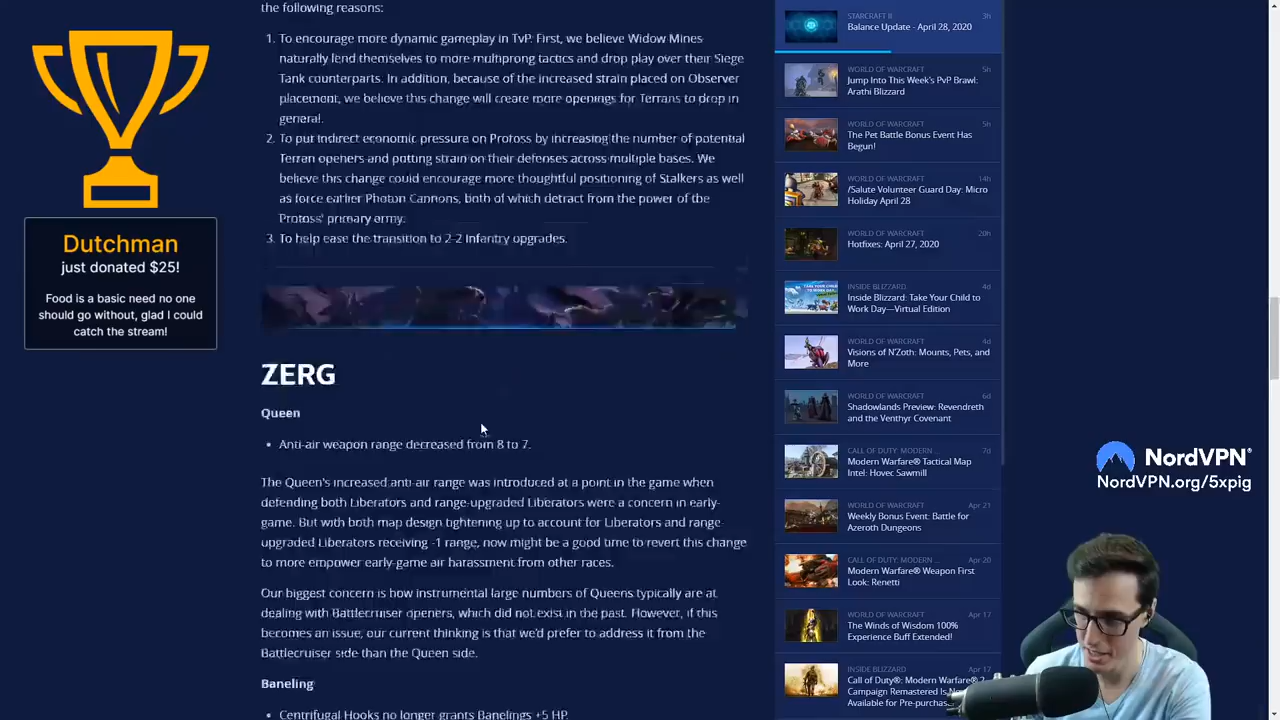 the following reasons:
1. To encourage more dynamic gameplay in TvP. First, we believe Widow Mines
naturally lend themselves to more multiprong tactics and drop play over their Siege
Tank counterparts. In addition, because of the increased strain placed on Observer
placement, we believe this change will create more openings for Terrans to drop in
general.
2. To put indirect economic pressure on Protoss by increasing the number of potential
Terran openers and putting strain on their defenses across multiple bases. We
believe this change could encourage more thoughtful positioning of Stalkers as well
as force earlier Photon Cannons, both of which detract from the power of the
Protoss' primary army.
3. To help ease the transition to 2-2 Infantry upgrades.
ZERG
Queen
• Anti-air weapon range decreased from 8 to 7.
The Queen's increased anti-air range was introduced at a point in the game when
defending both Liberators and range-upgraded Liberators were a concern in early-
game. But with both map design tightening up to account for Liberators and range-
upgraded Liberators receiving -1 range, now might be a good time to revert this change
to more empower early-game air harassment from other races.
Our biggest concern is how instrumental large numbers of Queens typically are at
dealing with Battlecruiser openers, which did not exist in the past. However, if this
becomes an issue, our current thinking is that we'd prefer to address it from the
Battlecruiser side than the Queen side.
Baneling
• Centrifugal Hooks no longer grants Banelings +5 HP.
Dutchman
just donated $25!
Food is a basic need no one
should go without, glad I could
catch the stream!
STARCRAFT II 3h
Balance Update - April 28, 2020
WORLD OF WARCRAFT 5h
Jump Into This Week's PvP Brawl:
Arathi Blizzard
WORLD OF WARCRAFT 5h
The Pet Battle Bonus Event Has
Begun!
WORLD OF WARCRAFT 14h
/Salute Volunteer Guard Day: Micro
Holiday April 28
WORLD OF WARCRAFT 20h
Hotfixes: April 27, 2020
INSIDE BLIZZARD 4d
Inside Blizzard: Take Your Child to
Work Day—Virtual Edition
WORLD OF WARCRAFT 4d
Visions of N'Zoth: Mounts, Pets, and
More
WORLD OF WARCRAFT 6d
Shadowlands Preview: Revendreth
and the Venthyr Covenant
CALL OF DUTY: MODERN ... 7d
Modern Warfare® Tactical Map
Intel: Hovec Sawmill
WORLD OF WARCRAFT Apr 21
Weekly Bonus Event: Battle for
Azeroth Dungeons
CALL OF DUTY: MODERN ... Apr 20
Modern Warfare® Weapon First
Look: Renetti
WORLD OF WARCRAFT Apr 17
The Winds of Wisdom 100%
Experience Buff Extended!
INSIDE BLIZZARD Apr 17
Call of Duty®: Modern Warfare® 2
Campaign Remastered Is
Available for Pre-purchase
NordVPN®
NordVPN.org/5xpig